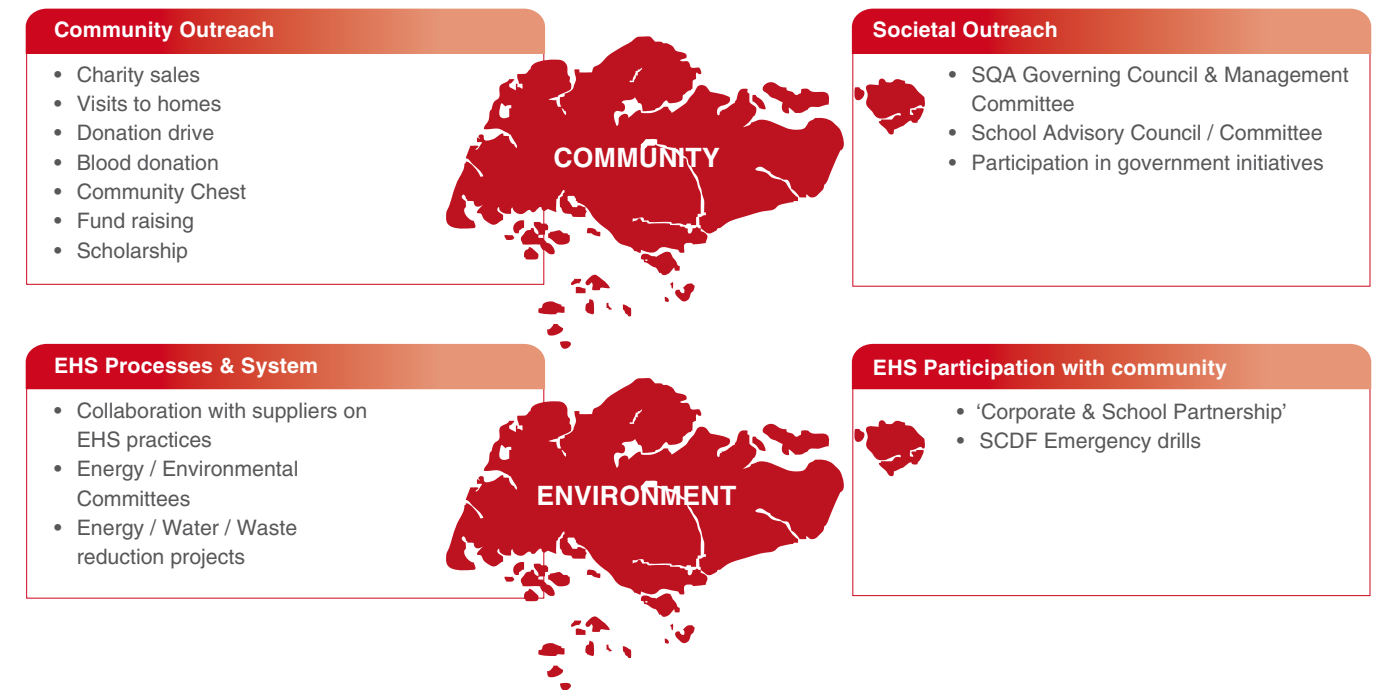 Community Outreach
• Charity sales
• Visits to homes
• Donation drive
• Blood donation
• Community Chest
• Fund raising
• Scholarship
COMMUNITY
Societal Outreach
• SQA Governing Council & Management
Committee
• School Advisory Council / Committee
• Participation in government initiatives
EHS Processes & System
• Collaboration with suppliers on
EHS practices
• Energy / Environmental
Committees
• Energy / Water / Waste
reduction projects
ENVIRONMENT
EHS Participation with community
• ‘Corporate & School Partnership’
• SCDF Emergency drills